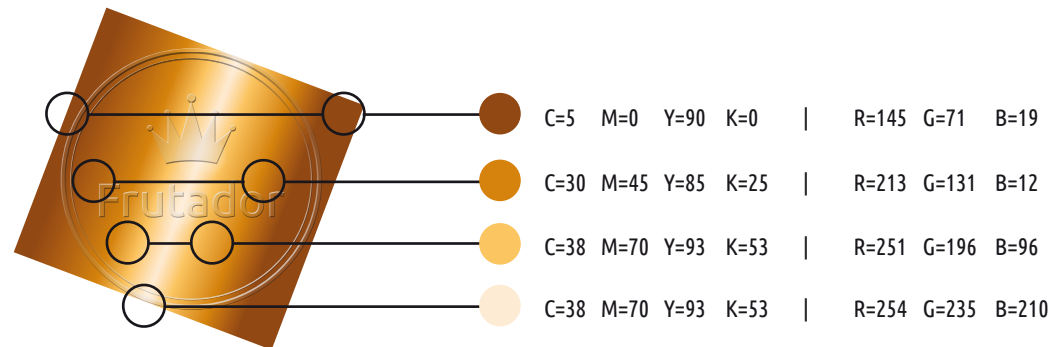 C=5 M=0 Y=90 K=0 | R=145 G=71 B=19
Frutador
C=30 M=45 Y=85 K=25 | R=213 G=131 B=12
C=38 M=70 Y=93 K=53 | R=251 G=196 B=96
C=38 M=70 Y=93 K=53 | R=254 G=235 B=210